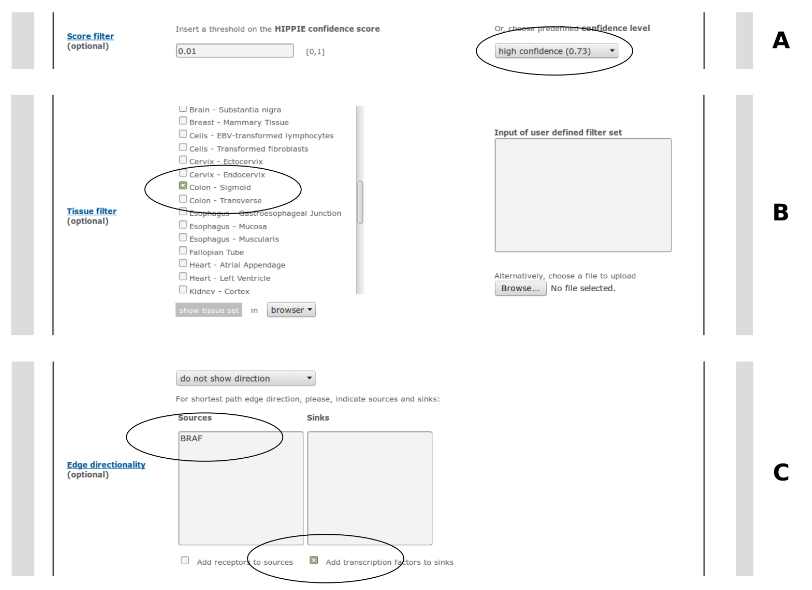 Insert a threshold on the HIPPIE confidence score
Or, choose predefined confidence level
Score filter
(optional)
0.01
[0,1]
high confidence (0.73)
A
Brain - Substantia nigra
Breast - Mammary Tissue
Cells - EBV-transformed lymphocytes
Cells - Transformed fibroblasts
Cervix - Ectocervix
Cervix - Endocervix
Colon - Sigmoid
Colon - Transverse
Esophagus - Gastroesophageal Junction
Esophagus - Mucosa
Esophagus - Muscularis
Fallopian Tube
Heart - Atrial Appendage
Heart - Left Ventricle
Kidney - Cortex
Tissue filter
(optional)
show tissue set in browser
Input of user defined filter set
Alternatively, choose a file to upload
Browse... No file selected.
B
do not show direction
For shortest path edge direction, please, indicate sources and sinks:
Sources Sinks
BRAF
Edge directionality
(optional)
Add receptors to sources
Add transcription factors to sinks
C